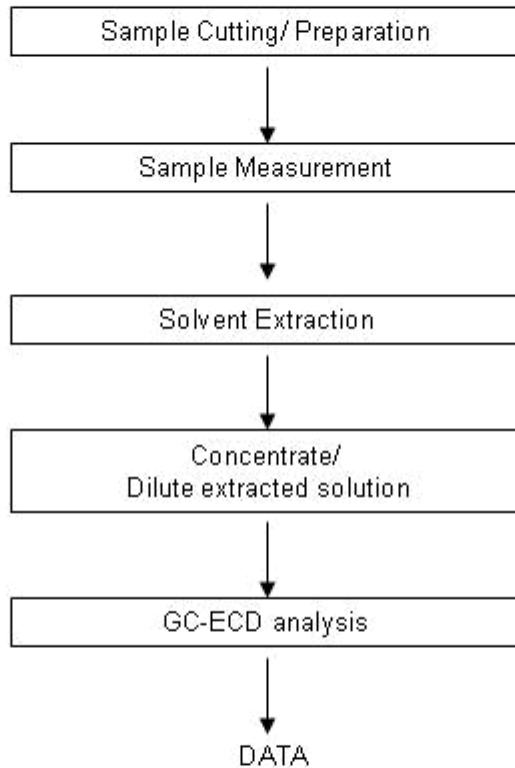 Sample Cutting/ Preparation
Sample Measurement
Solvent Extraction
Concentrate/
Dilute extracted solution
GC-ECD analysis
DATA